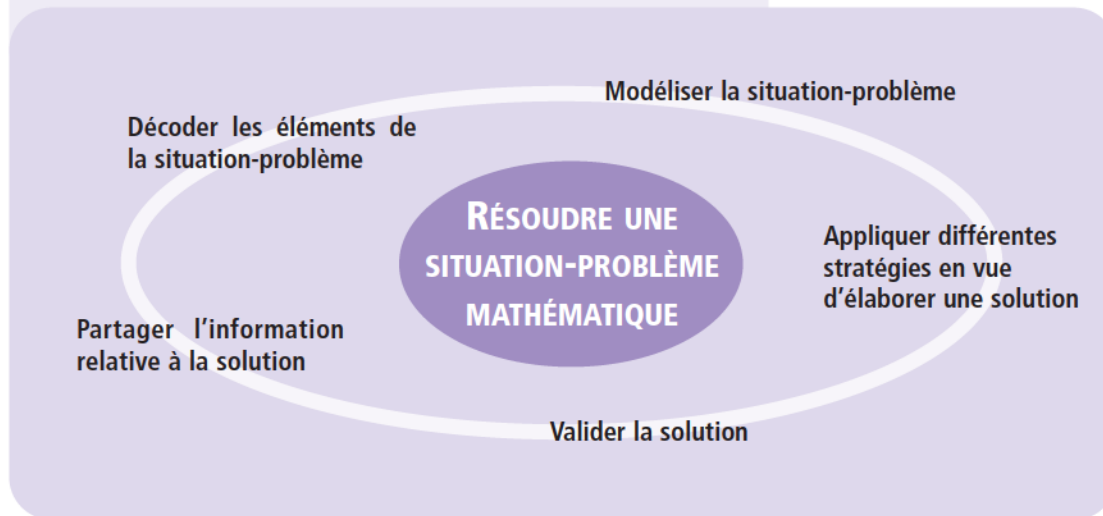 Modéliser la situation-problème
Décoder les éléments de
la situation-problème
RÉSOUDRE UNE
SITUATION-PROBLÈME
MATHÉMATIQUE
Appliquer différentes
stratégies en vue
d'élaborer une solution
Partager l'information
relative à la solution
Valider la solution